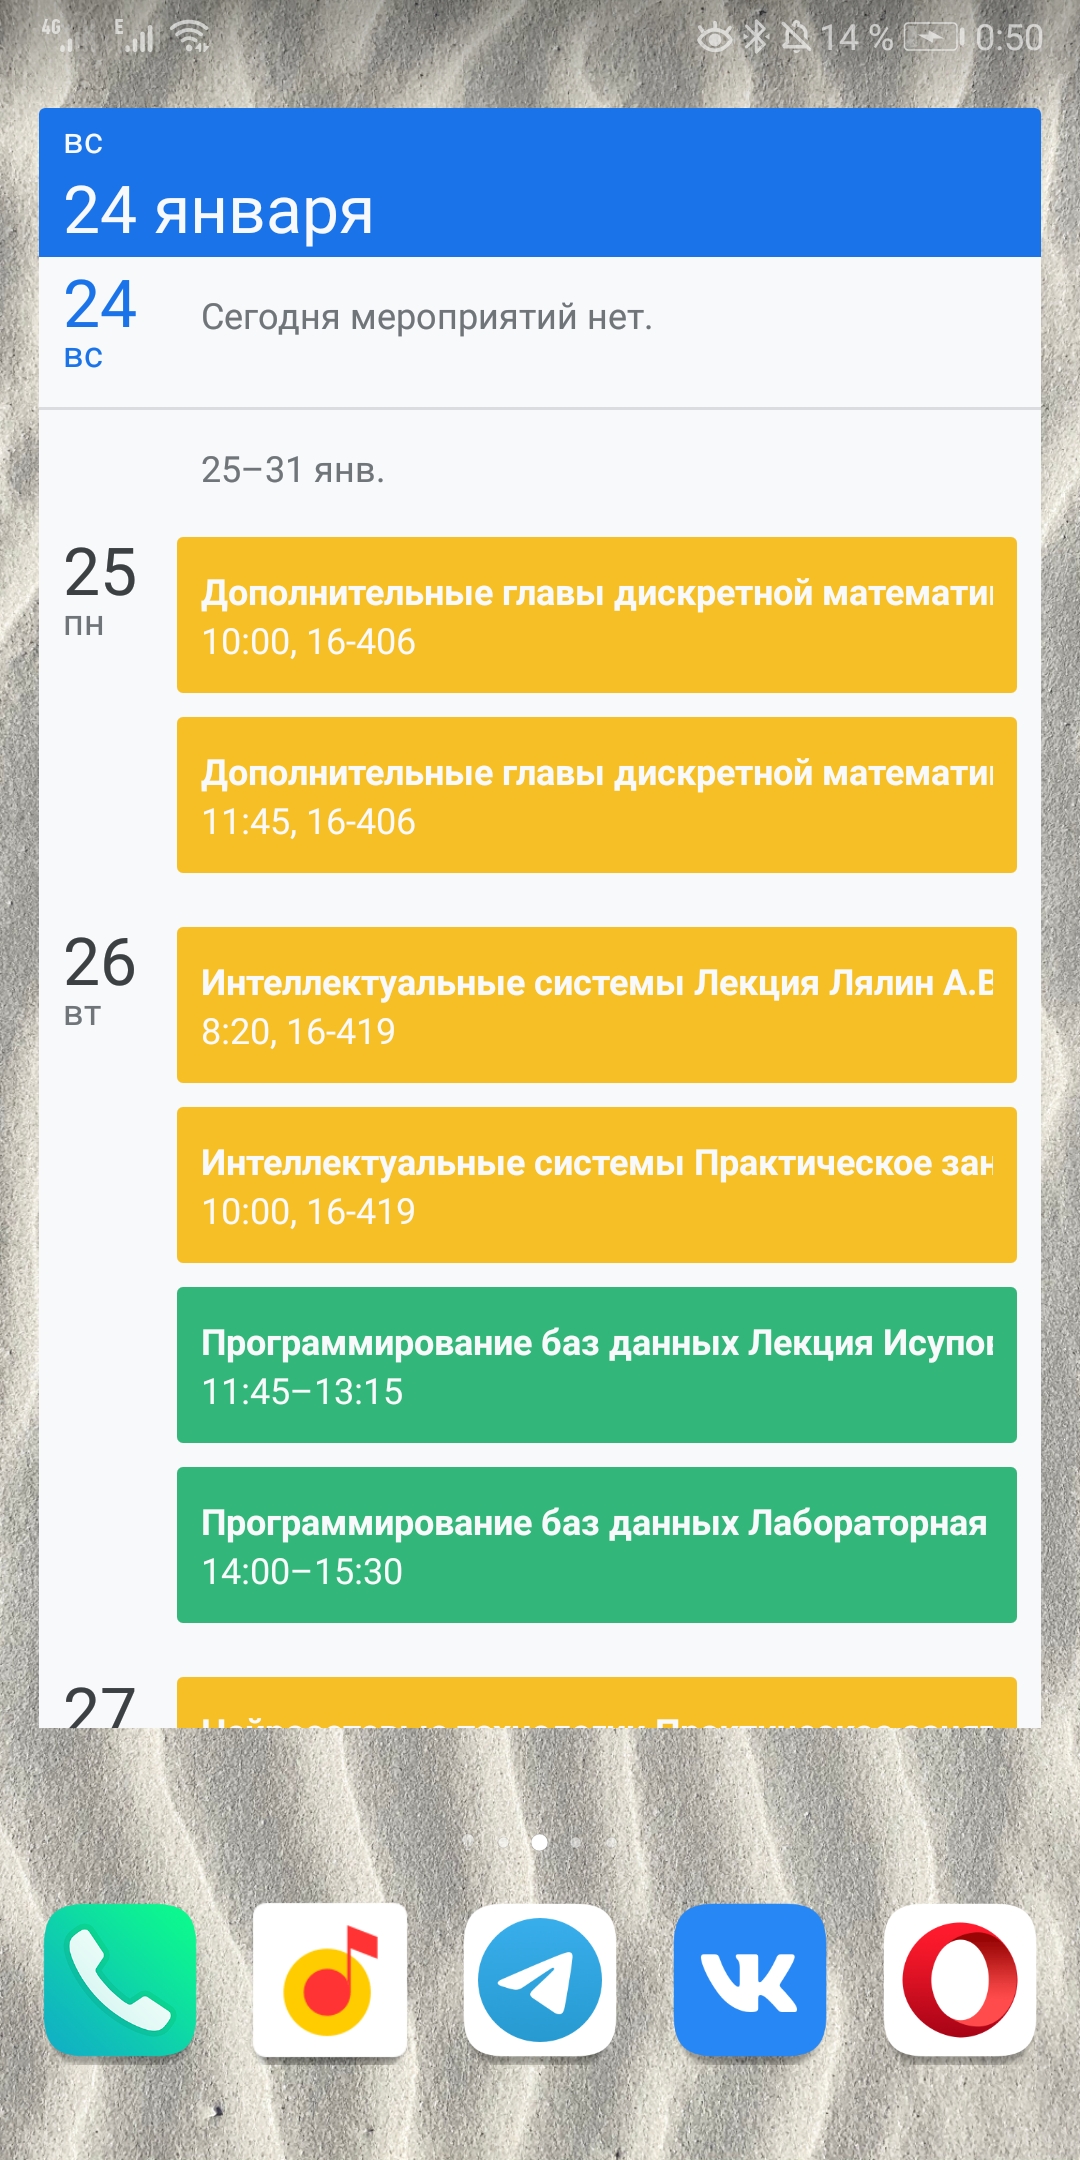 4G E 14 % 0:50
вс
24 января
24
вс
Сегодня мероприятий нет.
25–31 янв.
25
пн
Дополнительные главы дискретной математи
10:00, 16-406
Дополнительные главы дискретной математи
11:45, 16-406
26
вт
Интеллектуальные системы Лекция Лялин А.В
8:20, 16-419
Интеллектуальные системы Практическое зан
10:00, 16-419
Программирование баз данных Лекция Исупов
11:45–13:15
Программирование баз данных Лабораторная
14:00–15:30
27